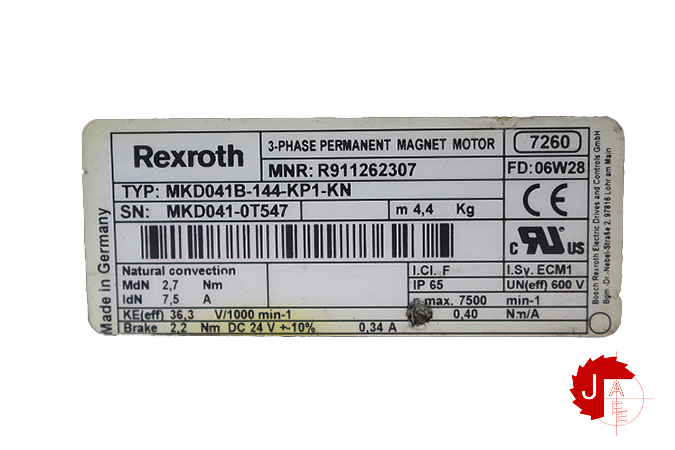 Rexroth
3-PHASE PERMANENT MAGNET MOTOR
7260
MNR: R911262307
FD: 06W28
TYP: MKD041B-144-KP1-KN
SN: MKD041-0T547
m 4,4 Kg
CE
c RU US
Natural convection
I.Cl. F
I.Sy. ECM1
MdN 2,7 Nm
IP 65
UN(eff) 600 V
IdN 7,5 A
max. 7500 min-1
KE(eff) 36,3 V/1000 min-1
0,40 Nm/A
Brake 2,2 Nm DC 24 V +-10% 0,34 A
Made in Germany
Bosch Rexroth Electric Drives and Controls GmbH
Bgm.-Dr.-Nebel-Straße 2, 97816 Lohr am Main
J
A
E
E